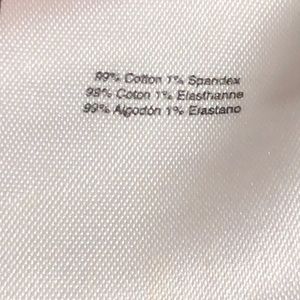 99% Cotton 1% Spandex
99% Coton 1% Elasthanne
99% Algodón 1% Elastano